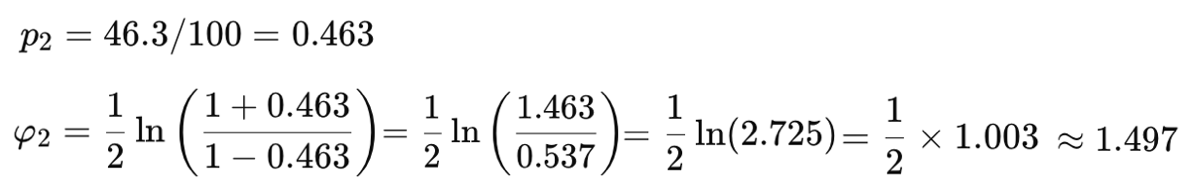 p₂ = 46.3/100 = 0.463
φ₂ = 1/2 ln((1 + 0.463)/(1 − 0.463)) = 1/2 ln(1.463/0.537) = 1/2 ln(2.725) = 1/2 × 1.003 ≈ 1.497